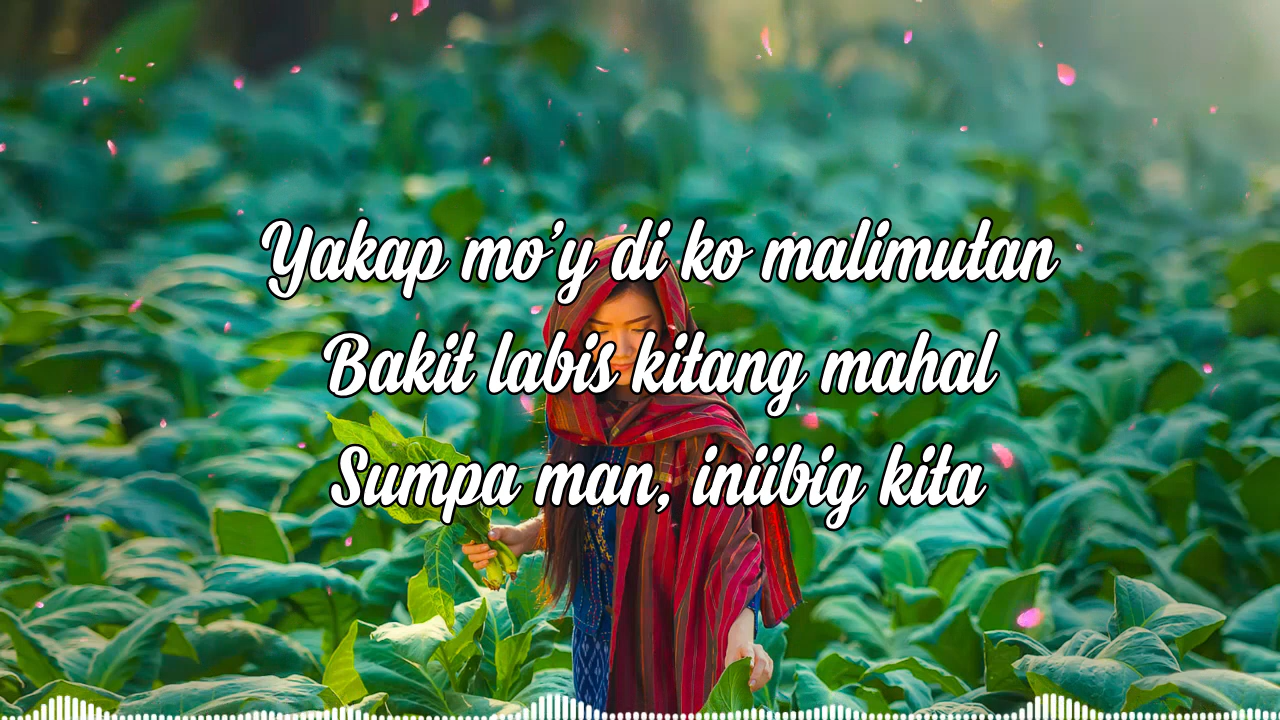 Yakap mo'y di ko malimutan
Bakit labis kitang mahal
Sumpa man, iniibig kita